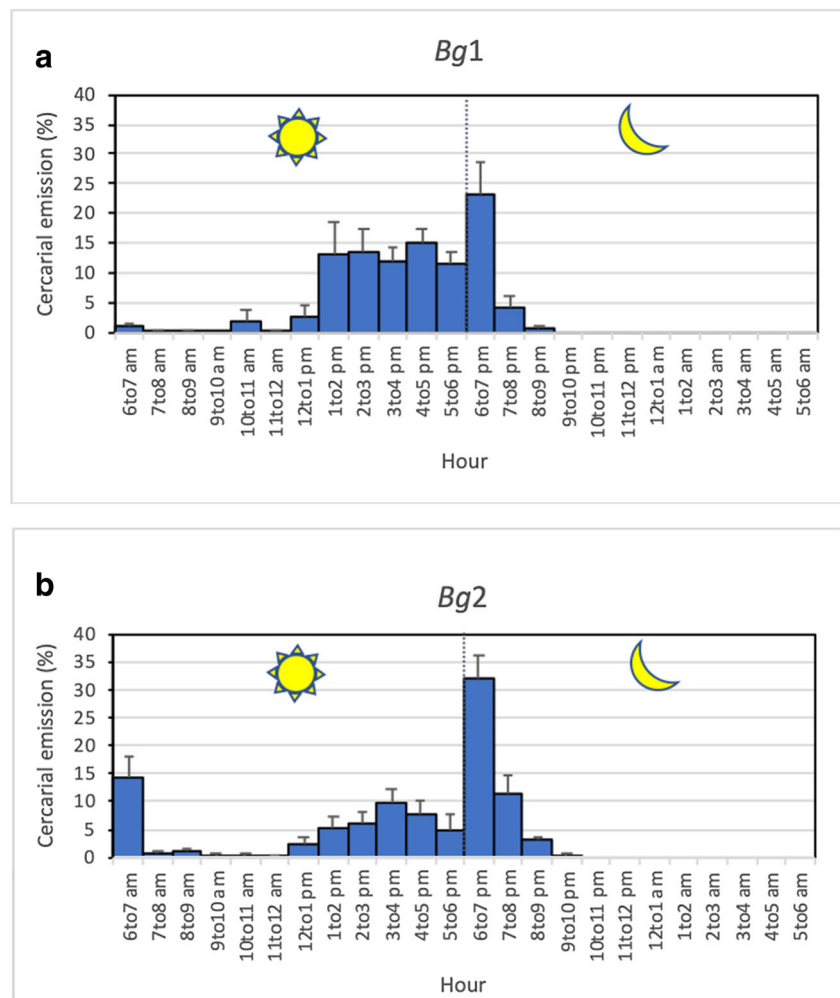 a
Bg1
Cercarial emission (%)
40
35
30
25
20
15
10
5
0
6to7 am
7to8 am
8to9 am
9to10 am
10to11 am
11to12 am
12to1 pm
1to2 pm
2to3 pm
3to4 pm
4to5 pm
5to6 pm
6to7 pm
7to8 pm
8to9 pm
9to10 pm
10to11 pm
11to12 pm
12to1 am
1to2 am
2to3 am
3to4 am
4to5 am
5to6 am
Hour
b
Bg2
Cercarial emission (%)
40
35
30
25
20
15
10
5
0
6to7 am
7to8 am
8to9 am
9to10 am
10to11 am
11to12 am
12to1 pm
1to2 pm
2to3 pm
3to4 pm
4to5 pm
5to6 pm
6to7 pm
7to8 pm
8to9 pm
9to10 pm
10to11 pm
11to12 pm
12to1 am
1to2 am
2to3 am
3to4 am
4to5 am
5to6 am
Hour